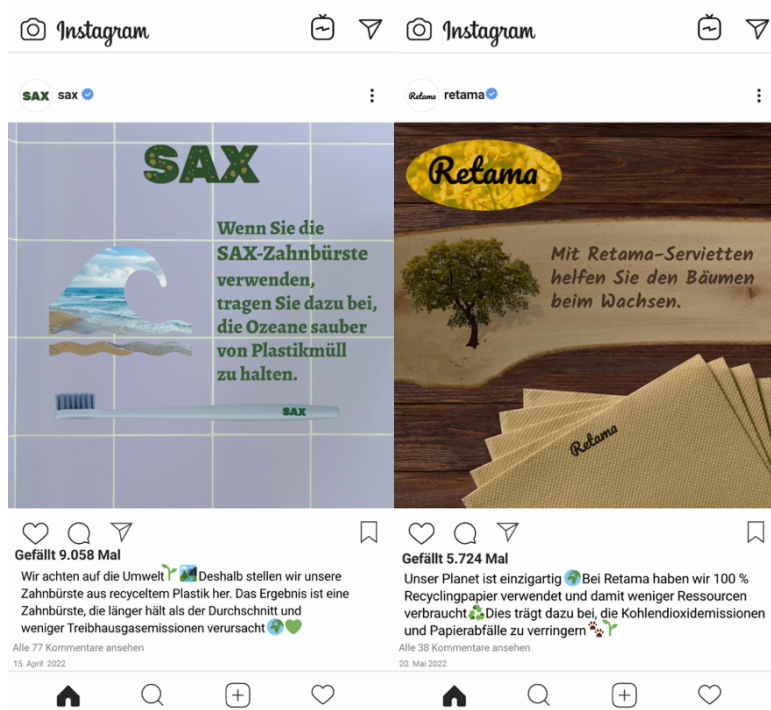 Instagram
SAX sax
SAX
Wenn Sie die
SAX-Zahnbürste
verwenden,
tragen Sie dazu bei,
die Ozeane sauber
von Plastikmüll
zu halten.
SAX
Gefällt 9.058 Mal
Wir achten auf die Umwelt🌱 🏞️Deshalb stellen wir unsere
Zahnbürste aus recyceltem Plastik her. Das Ergebnis ist eine
Zahnbürste, die länger hält als der Durchschnitt und
weniger Treibhausgasemissionen verursacht🌍💚
Alle 77 Kommentare ansehen
15. April 2022
Instagram
Retama retama
Retama
Mit Retama-Servietten
helfen Sie den Bäumen
beim Wachsen.
Retama
Gefällt 5.724 Mal
Unser Planet ist einzigartig 🌍Bei Retama haben wir 100 %
Recyclingpapier verwendet und damit weniger Ressourcen
verbraucht♻️Dies trägt dazu bei, die Kohlendioxidemissionen
und Papierabfälle zu verringern🐾🌱
Alle 38 Kommentare ansehen
20. Mai 2022